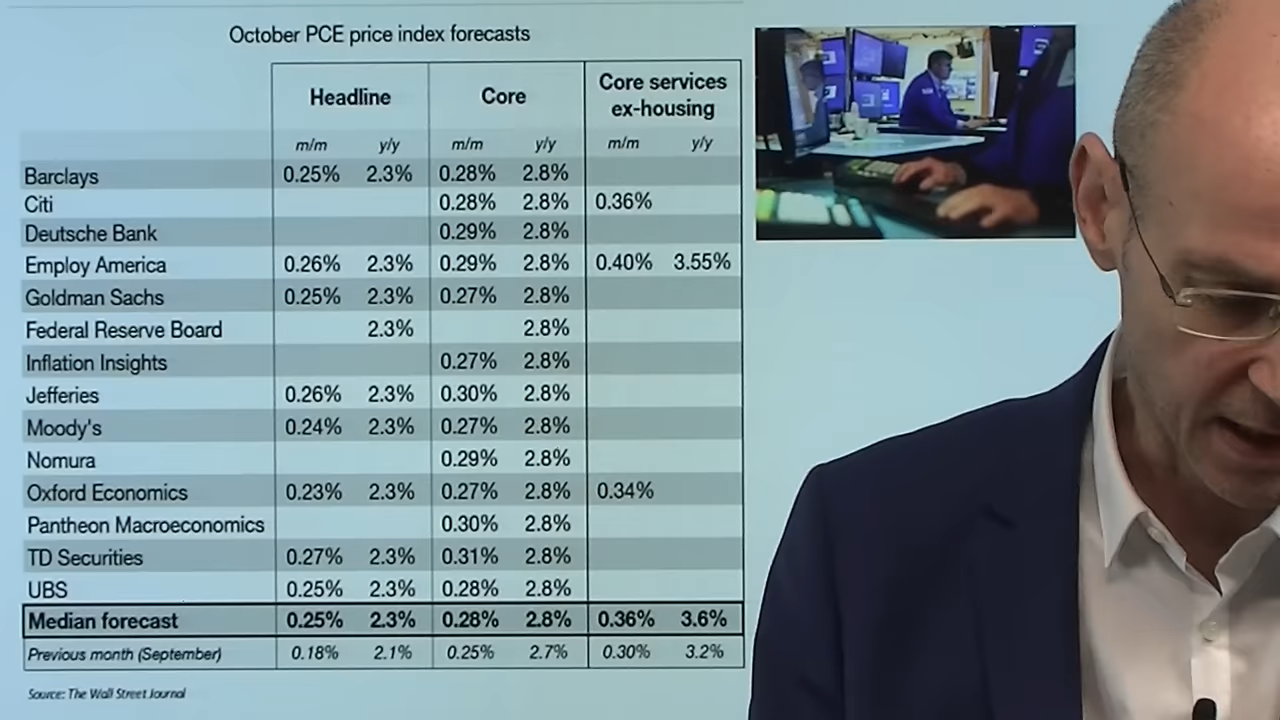 October PCE price index forecasts
Headline Core Core services ex-housing
m/m y/y m/m y/y m/m y/y
Barclays 0.25% 2.3% 0.28% 2.8%
Citi 0.28% 2.8% 0.36%
Deutsche Bank 0.29% 2.8%
Employ America 0.26% 2.3% 0.29% 2.8% 0.40% 3.55%
Goldman Sachs 0.25% 2.3% 0.27% 2.8%
Federal Reserve Board 2.3% 2.8%
Inflation Insights 0.27% 2.8%
Jefferies 0.26% 2.3% 0.30% 2.8%
Moody's 0.24% 2.3% 0.27% 2.8%
Nomura 0.29% 2.8%
Oxford Economics 0.23% 2.3% 0.27% 2.8% 0.34%
Pantheon Macroeconomics 0.30% 2.8%
TD Securities 0.27% 2.3% 0.31% 2.8%
UBS 0.25% 2.3% 0.28% 2.8%
Median forecast 0.25% 2.3% 0.28% 2.8% 0.36% 3.6%
Previous month (September) 0.18% 2.1% 0.25% 2.7% 0.30% 3.2%
Source: The Wall Street Journal